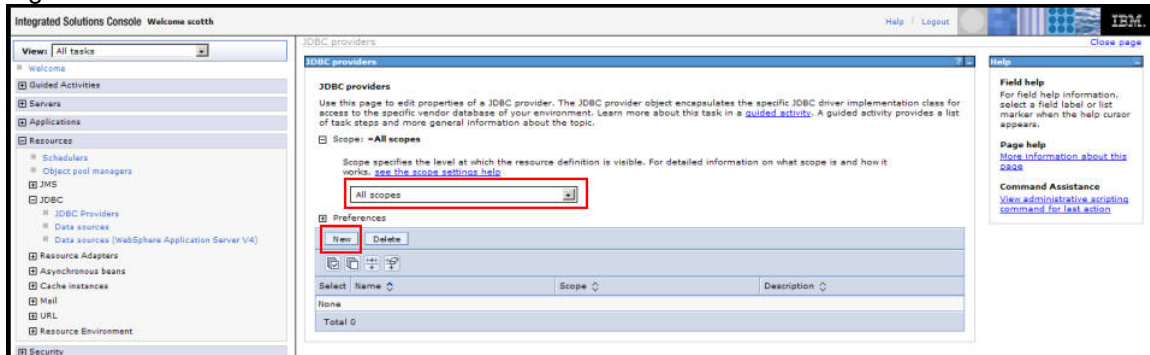 Integrated Solutions Console Welcome scotth
Help | Logout
IBM.
View: All tasks
Welcome
Guided Activities
Servers
Applications
Resources
Schedulers
Object pool managers
JMS
JDBC
JDBC Providers
Data sources
Data sources (WebSphere Application Server V4)
Resource Adapters
Asynchronous beans
Cache instances
Mail
URL
Resource Environment
Security
JDBC providers
Close page
JDBC providers
JDBC providers
Use this page to edit properties of a JDBC provider. The JDBC provider object encapsulates the specific JDBC driver implementation class for
access to the specific vendor database of your environment. Learn more about this task in a guided activity. A guided activity provides a list
of task steps and more general information about the topic.
Scope: =All scopes
Scope specifies the level at which the resource definition is visible. For detailed information on what scope is and how it
works, see the scope settings help
All scopes
Preferences
New Delete
Select Name Scope Description
None
Total 0
Help
Field help
For field help information,
select a field label or list
marker when the help cursor
appears.
Page help
More information about this
page
Command Assistance
View administrative scripting
command for last action